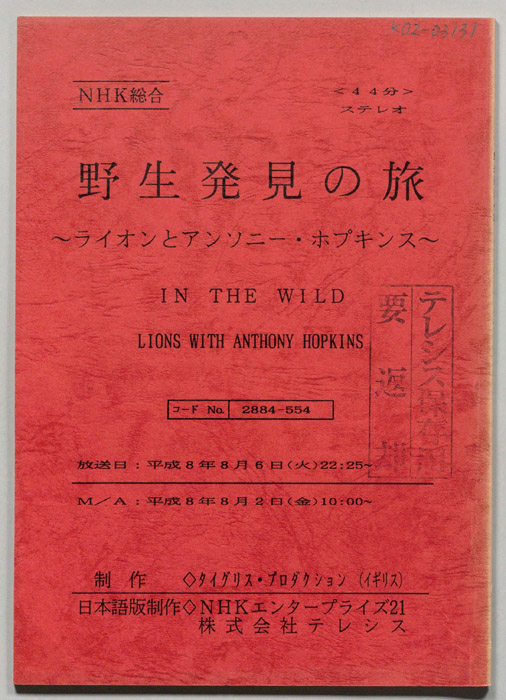 K02-03131
NHK総合
<44分>
ステレオ
野生発見の旅
～ライオンとアンソニー・ホプキンス～
IN THE WILD
LIONS WITH ANTHONY HOPKINS
コード No. 2884-554
テレシス保存用
要返却
放送日：平成8年8月6日(火)22:25~
M／A：平成8年8月2日(金)10:00~
制作 ◇タイグリス・プロダクション（イギリス）
日本語版制作◇NHKエンタープライズ21
株式会社テレシス